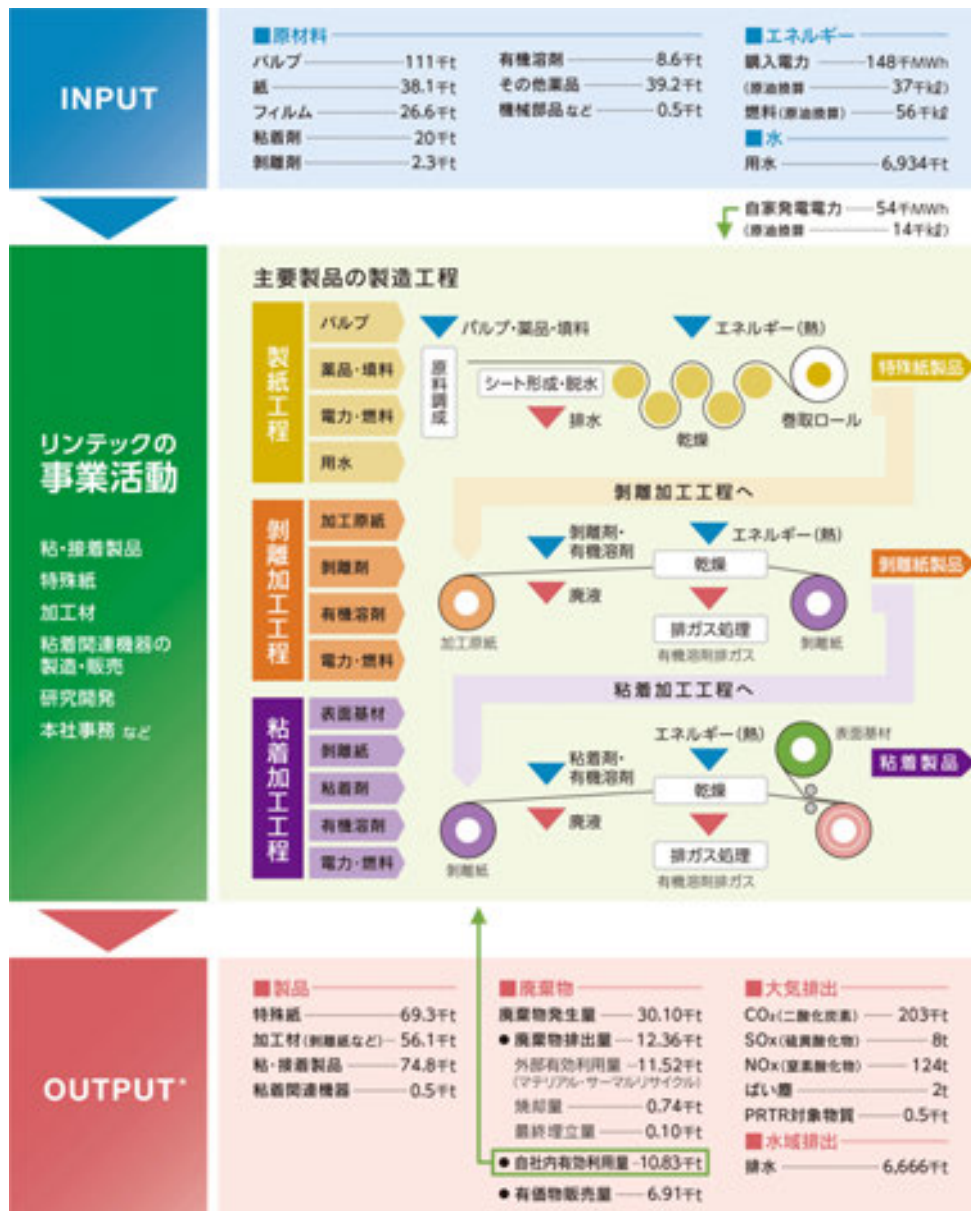 INPUT
■原材料
パルプ 111千t
紙 38.1千t
フィルム 26.6千t
粘着剤 20千t
剥離剤 2.3千t
有機溶剤 8.6千t
その他薬品 39.2千t
機械部品など 0.5千t
■エネルギー
購入電力 148千MWh
(原油換算 37千kℓ)
燃料(原油換算) 56千kℓ
■水
用水 6,934千t
自家発電電力 54千MWh
(原油換算 14千kℓ)
リンテックの
事業活動
粘・接着製品
特殊紙
加工材
粘着関連機器の
製造・販売
研究開発
本社事務 など
主要製品の製造工程
製紙工程
パルプ
薬品・填料
電力・燃料
用水
パルプ・薬品・填料
エネルギー(熱)
原料調成
シート形成・脱水
排水
乾燥
巻取ロール
特殊紙製品
剥離加工工程へ
剥離加工工程
加工原紙
剥離剤
有機溶剤
電力・燃料
剥離剤・
有機溶剤
エネルギー(熱)
乾燥
廃液
排ガス処理
有機溶剤排ガス
加工原紙
剥離紙
剥離紙製品
粘着加工工程へ
粘着加工工程
表面基材
剥離紙
粘着剤
有機溶剤
電力・燃料
粘着剤・
有機溶剤
エネルギー(熱)
表面基材
乾燥
廃液
排ガス処理
有機溶剤排ガス
剥離紙
粘着製品
OUTPUT*
■製品
特殊紙 69.3千t
加工材(剥離紙など) 56.1千t
粘・接着製品 74.8千t
粘着関連機器 0.5千t
■廃棄物
廃棄物発生量 30.10千t
●廃棄物排出量 12.36千t
外部有効利用量 11.52千t
(マテリアル・サーマルリサイクル)
焼却量 0.74千t
最終埋立量 0.10千t
●自社内有効利用量 10.83千t
●有価物販売量 6.91千t
■大気排出
CO₂(二酸化炭素) 203千t
SOx(硫黄酸化物) 8t
NOx(窒素酸化物) 124t
ばい塵 2t
PRTR対象物質 0.5千t
■水域排出
排水 6,666千t